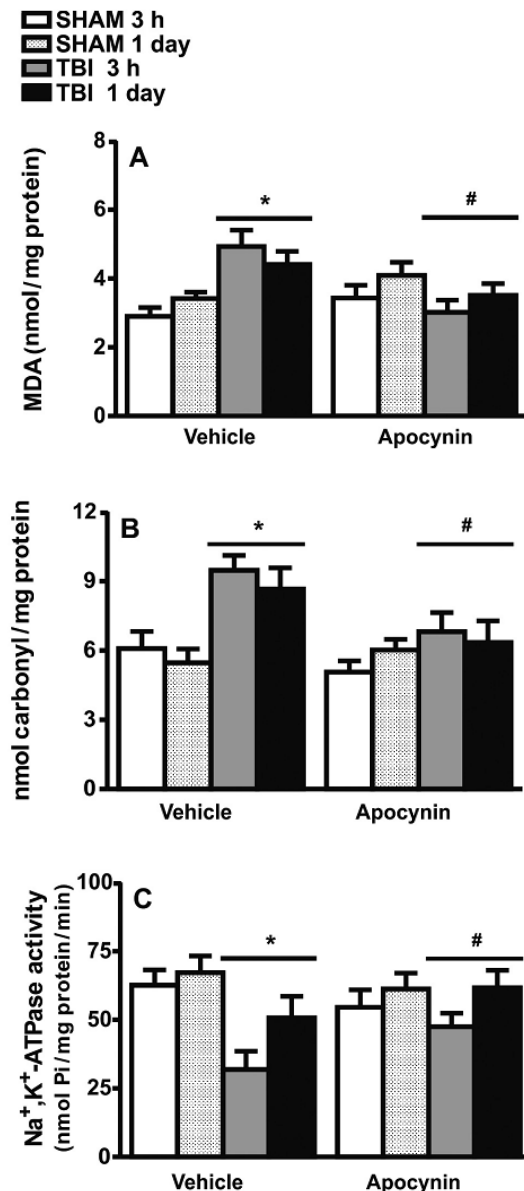 SHAM 3 h
SHAM 1 day
TBI 3 h
TBI 1 day
A
MDA (nmol/mg protein)
8
6
4
2
0
*
#
Vehicle
Apocynin
B
nmol carbonyl/mg protein
12
9
6
3
0
*
#
Vehicle
Apocynin
C
Na⁺,K⁺-ATPase activity
(nmol Pi/mg protein/min)
100
75
50
25
0
*
#
Vehicle
Apocynin